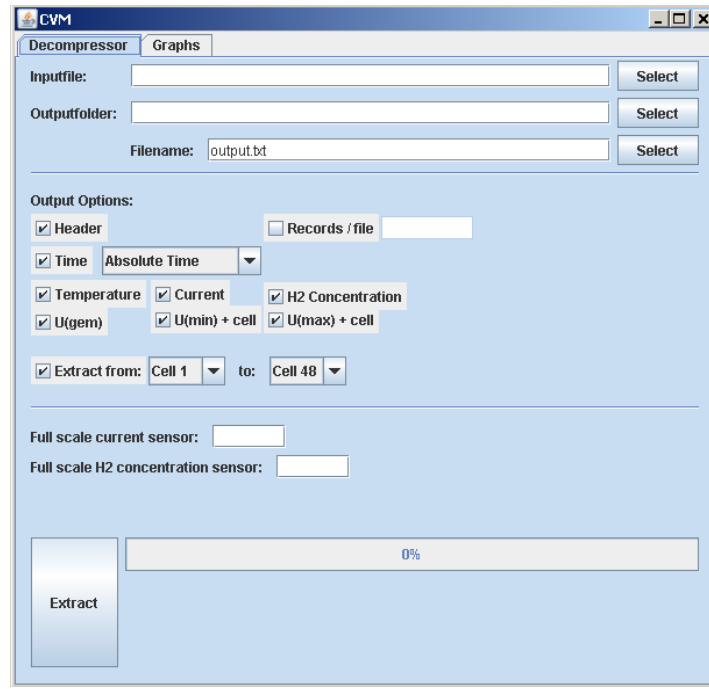 CVM
Decompressor Graphs
Inputfile: Select
Outputfolder: Select
Filename: output.txt Select
Output Options:
Header Records / file
Time Absolute Time
Temperature Current H2 Concentration
U(gem) U(min) + cell U(max) + cell
Extract from: Cell 1 to: Cell 48
Full scale current sensor:
Full scale H2 concentration sensor:
0%
Extract